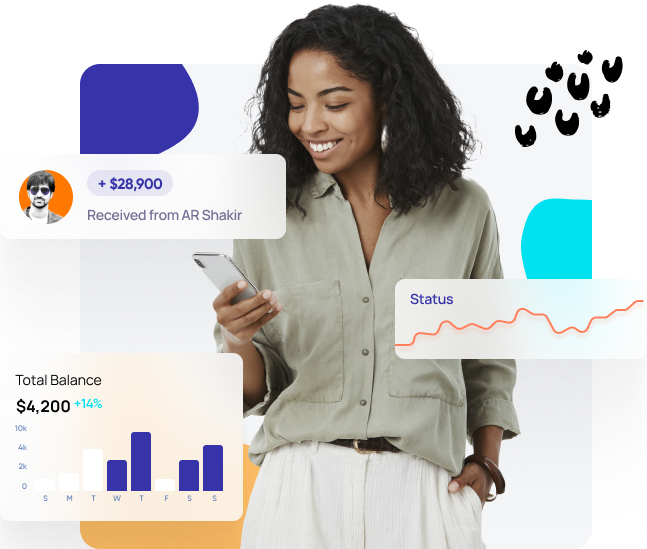 + $28,900
Received from AR Shakir
Status
Total Balance
$4,200 +14%
10k
4k
2k
0
S M T W T F S S